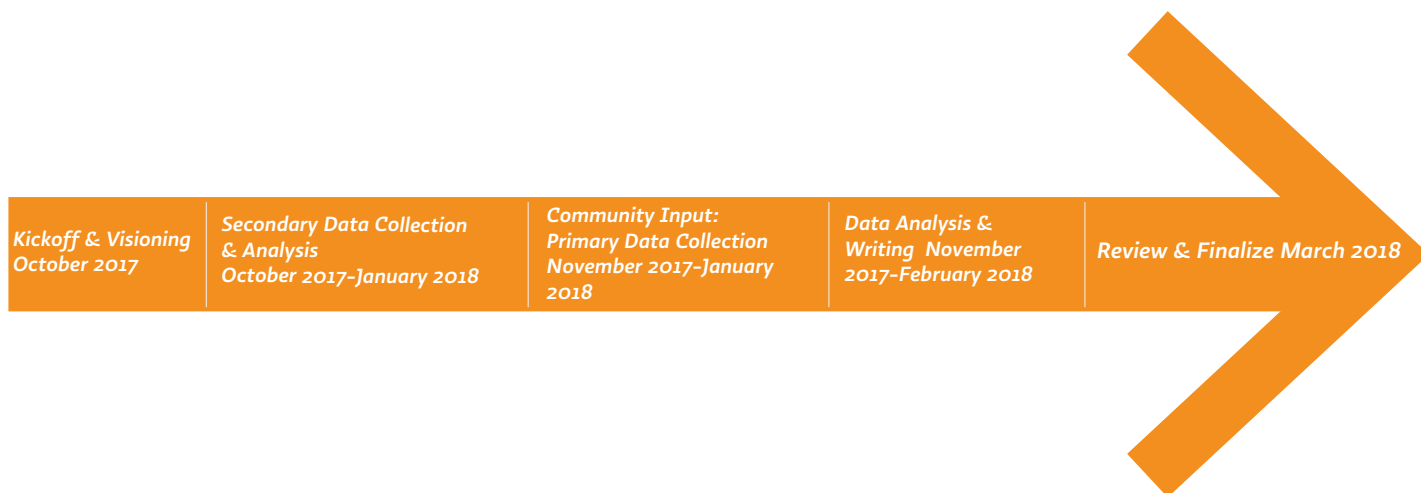 Kickoff & Visioning
October 2017
Secondary Data Collection
& Analysis
October 2017-January 2018
Community Input:
Primary Data Collection
November 2017-January
2018
Data Analysis &
Writing November
2017-February 2018
Review & Finalize March 2018